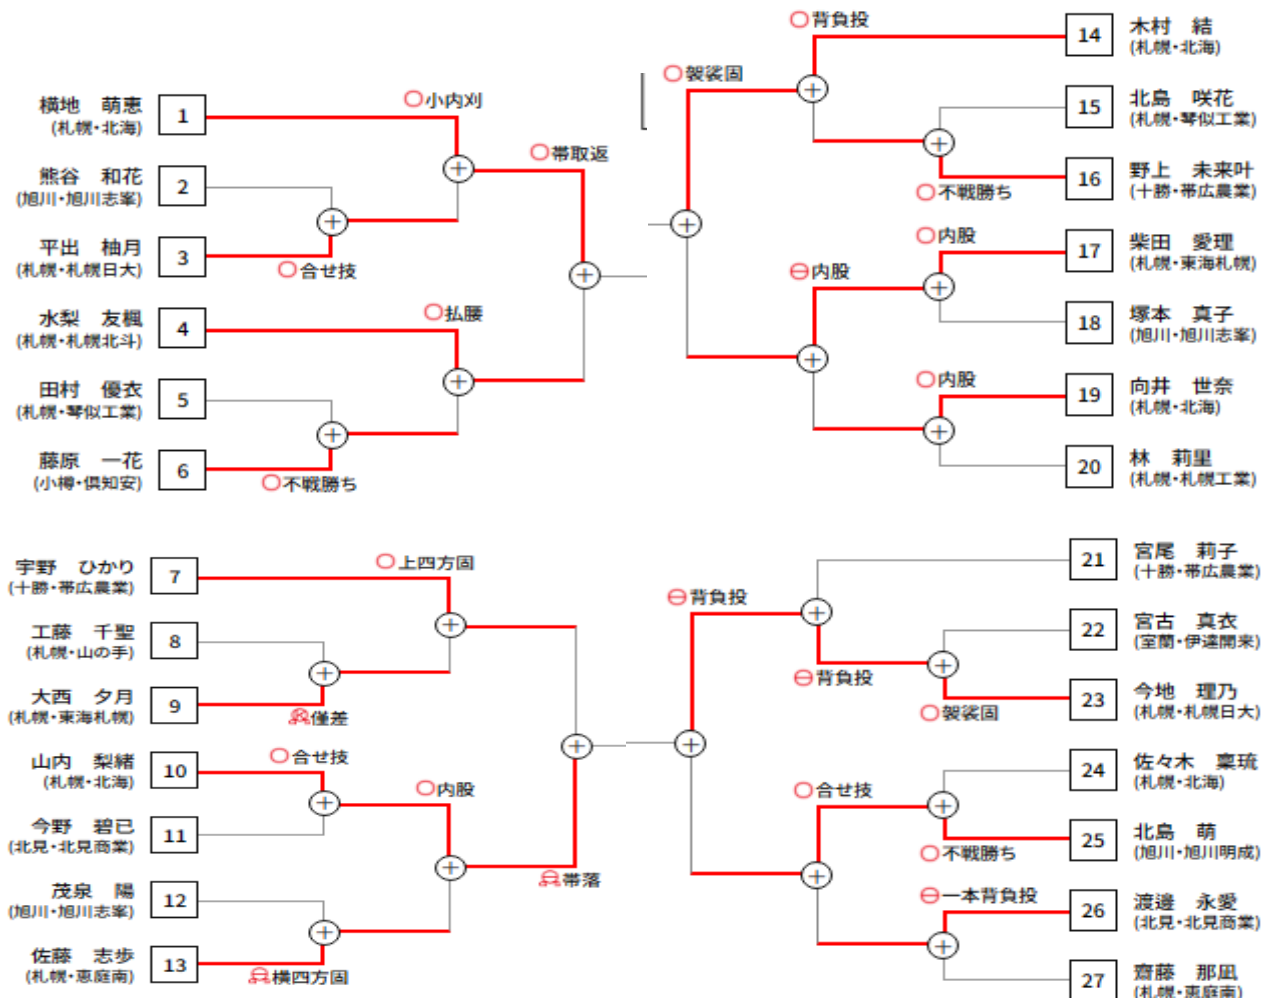 横地　萌恵
(札幌・北海)
1
熊谷　和花
(旭川・旭川志峯)
2
平出　柚月
(札幌・札幌日大)
3
水梨　友楓
(札幌・札幌北斗)
4
田村　優衣
(札幌・琴似工業)
5
藤原　一花
(小樽・倶知安)
6
○小内刈
○合せ技
○払腰
○不戦勝ち
○帯取返
○背負投
○袈裟固
○不戦勝ち
○内股
⊖内股
○内股
14
木村　結
(札幌・北海)
15
北島　咲花
(札幌・琴似工業)
16
野上　未来叶
(十勝・帯広農業)
17
柴田　愛理
(札幌・東海札幌)
18
塚本　真子
(旭川・旭川志峯)
19
向井　世奈
(札幌・北海)
20
林　莉里
(札幌・札幌工業)
宇野　ひかり
(十勝・帯広農業)
7
工藤　千聖
(札幌・山の手)
8
大西　夕月
(札幌・東海札幌)
9
山内　梨緒
(札幌・北海)
10
今野　碧已
(北見・北見商業)
11
茂泉　陽
(旭川・旭川志峯)
12
佐藤　志歩
(札幌・恵庭南)
13
○上四方固
僅差
○合せ技
○内股
横四方固
帯落
⊖背負投
⊖背負投
○袈裟固
○合せ技
○不戦勝ち
⊖一本背負投
21
宮尾　莉子
(十勝・帯広農業)
22
宮古　真衣
(室蘭・伊達開来)
23
今地　理乃
(札幌・札幌日大)
24
佐々木　稟琉
(札幌・北海)
25
北島　萌
(旭川・旭川明成)
26
渡邉　永愛
(北見・北見商業)
27
齋藤　那凪
(札幌・恵庭南)